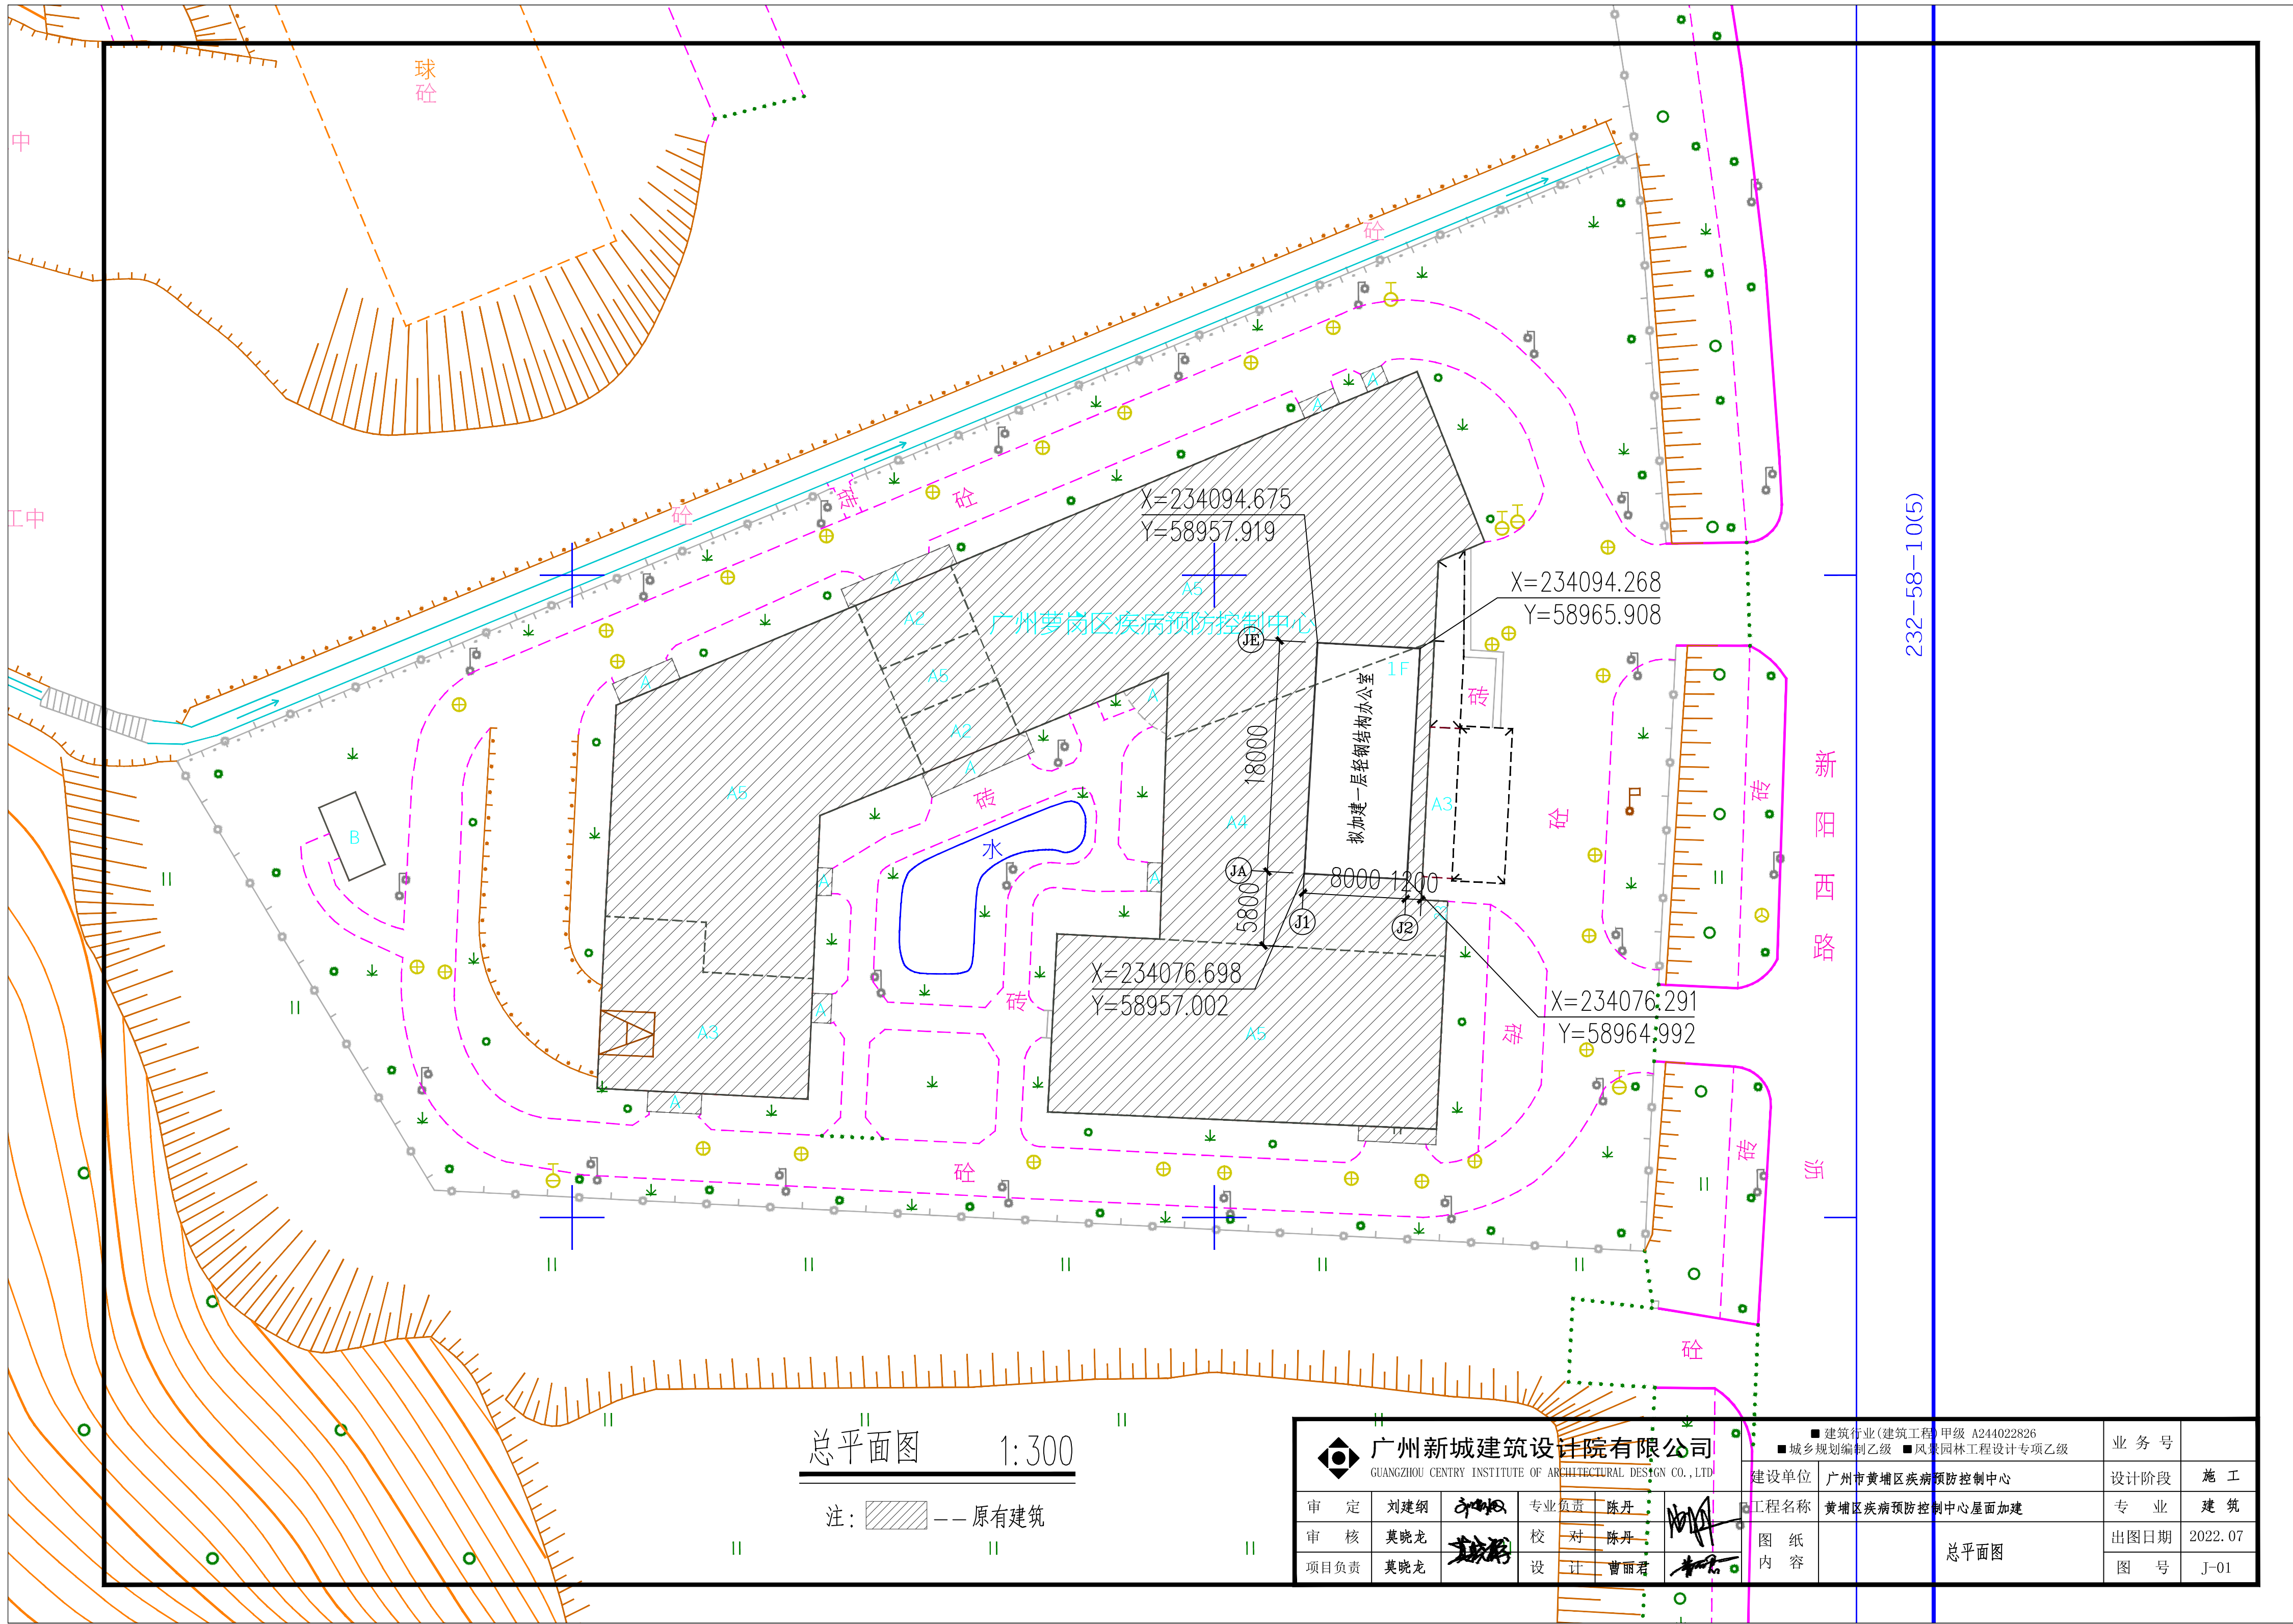 球
砼
中
工中
砼
砼
砖
砼
X=234094.675
Y=58957.919
X=234094.268
Y=58965.908
A
A
A
A2
A5
A2
A
A
A5
广州萝岗区疾病预防控制中心
JE
1F
A
砖
A5
砖
水
18000
拟加建一层轻钢结构办公室
A4
A3
砼
砖
B
JA
8000 1200
5800
J1
J2
A
A
A
X=234076.698
Y=58957.002
X=234076.291
Y=58964.992
砖
砖
A3
A5
A
砼
砖
232-58-10(5)
新阳西路
沥
砼
总平面图 1:300
注: ——原有建筑
广州新城建筑设计院有限公司
GUANGZHOU CENTRY INSTITUTE OF ARCHITECTURAL DESIGN CO.,LTD
■建筑行业(建筑工程)甲级 A244022826
■城乡规划编制乙级 ■风景园林工程设计专项乙级
业务号
建设单位 广州市黄埔区疾病预防控制中心
设计阶段 施工
审定 刘建纲 专业负责 陈丹
工程名称 黄埔区疾病预防控制中心屋面加建
专业 建筑
审核 莫晓龙 校对 陈丹
图纸内容 总平面图
出图日期 2022.07
项目负责 莫晓龙 设计 曹丽君
图号 J-01